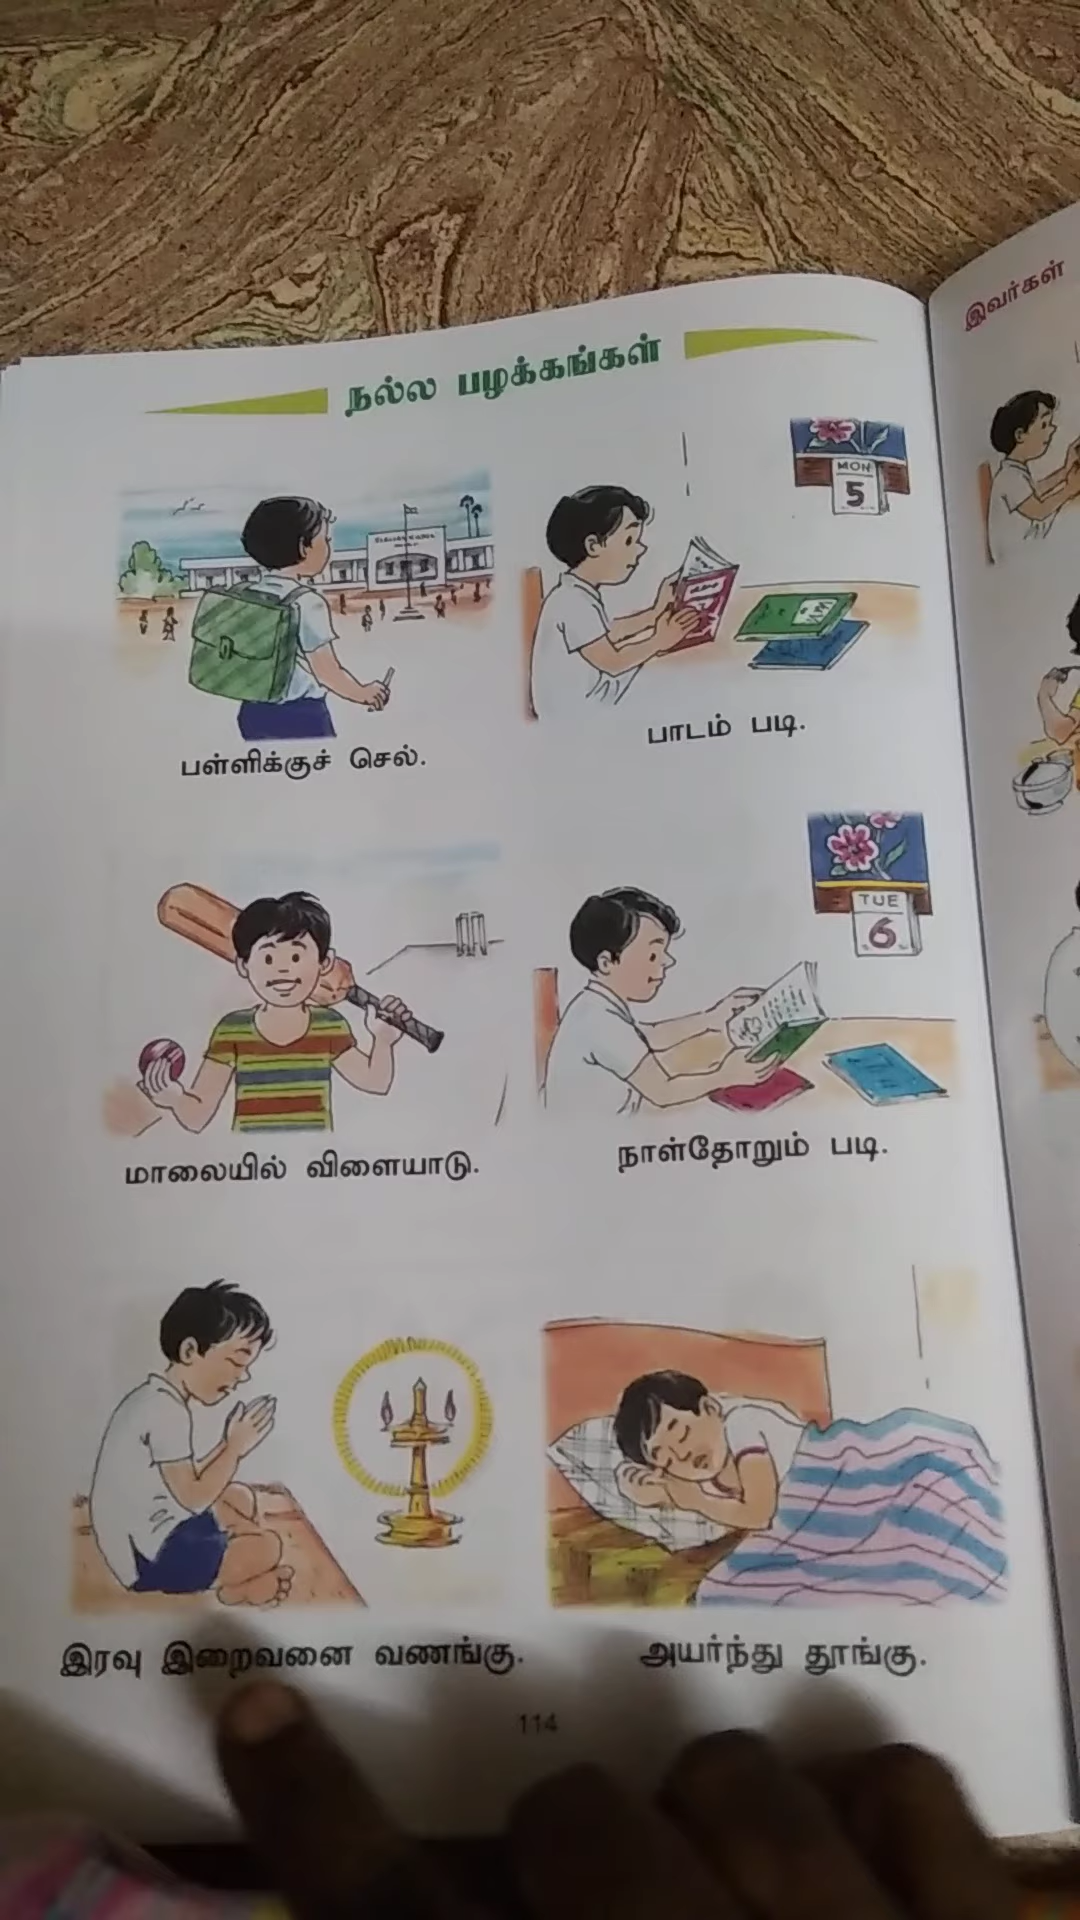 நல்ல பழக்கங்கள்
இவர்கள்
MON
5
பள்ளிக்குச் செல்.
பாடம் படி.
TUE
6
மாலையில் விளையாடு.
நாள்தோறும் படி.
இரவு இறைவனை வணங்கு.
அயர்ந்து தூங்கு.
114